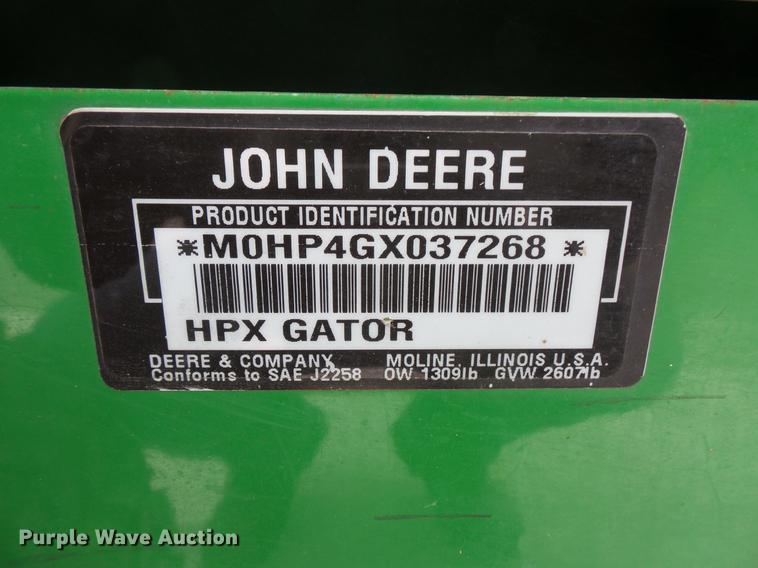 JOHN DEERE
PRODUCT IDENTIFICATION NUMBER
*M0HP4GX037268*
HPX GATOR
DEERE & COMPANY, MOLINE, ILLINOIS U.S.A.
Conforms to SAE J2258 OW 1309lb GVW 2607lb
Purple Wave Auction